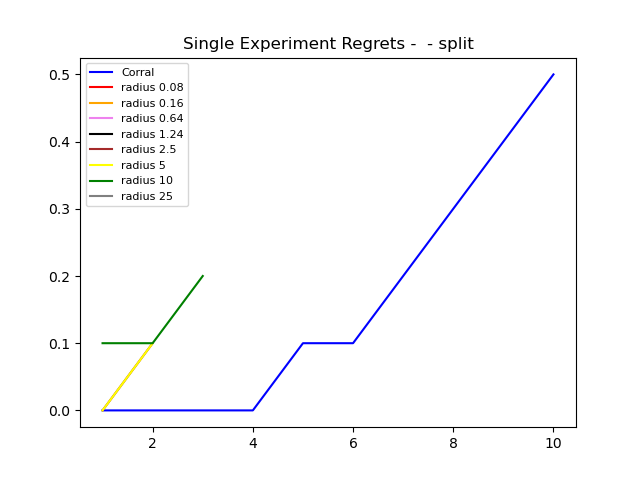 Single Experiment Regrets -  - split
Corral
radius 0.08
radius 0.16
radius 0.64
radius 1.24
radius 2.5
radius 5
radius 10
radius 25
0.5
0.4
0.3
0.2
0.1
0.0
2 4 6 8 10